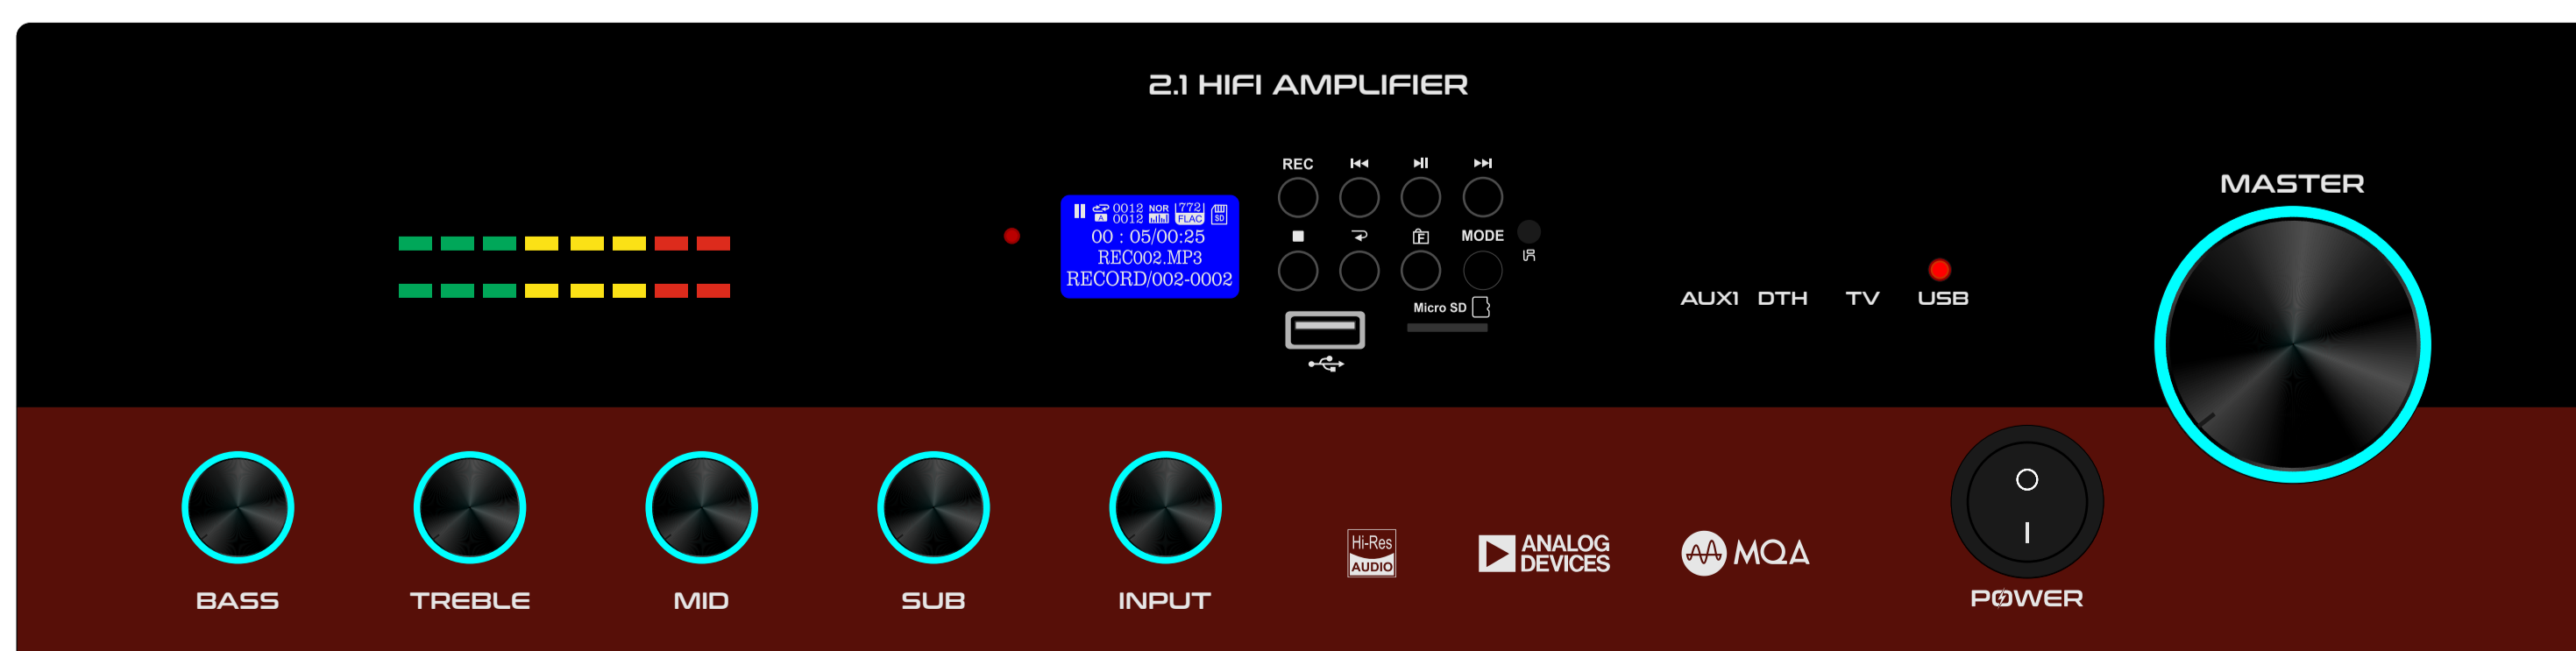 2.1 HIFI AMPLIFIER
REC
MASTER
0012 NOR 772
A 0012 FLAC SD
00 : 05/00:25
REC002.MP3
RECORD/002-0002
F MODE
Micro SD
AUX1 DTH TV USB
Hi-Res
AUDIO
ANALOG
DEVICES
MQA
BASS TREBLE MID SUB INPUT
POWER